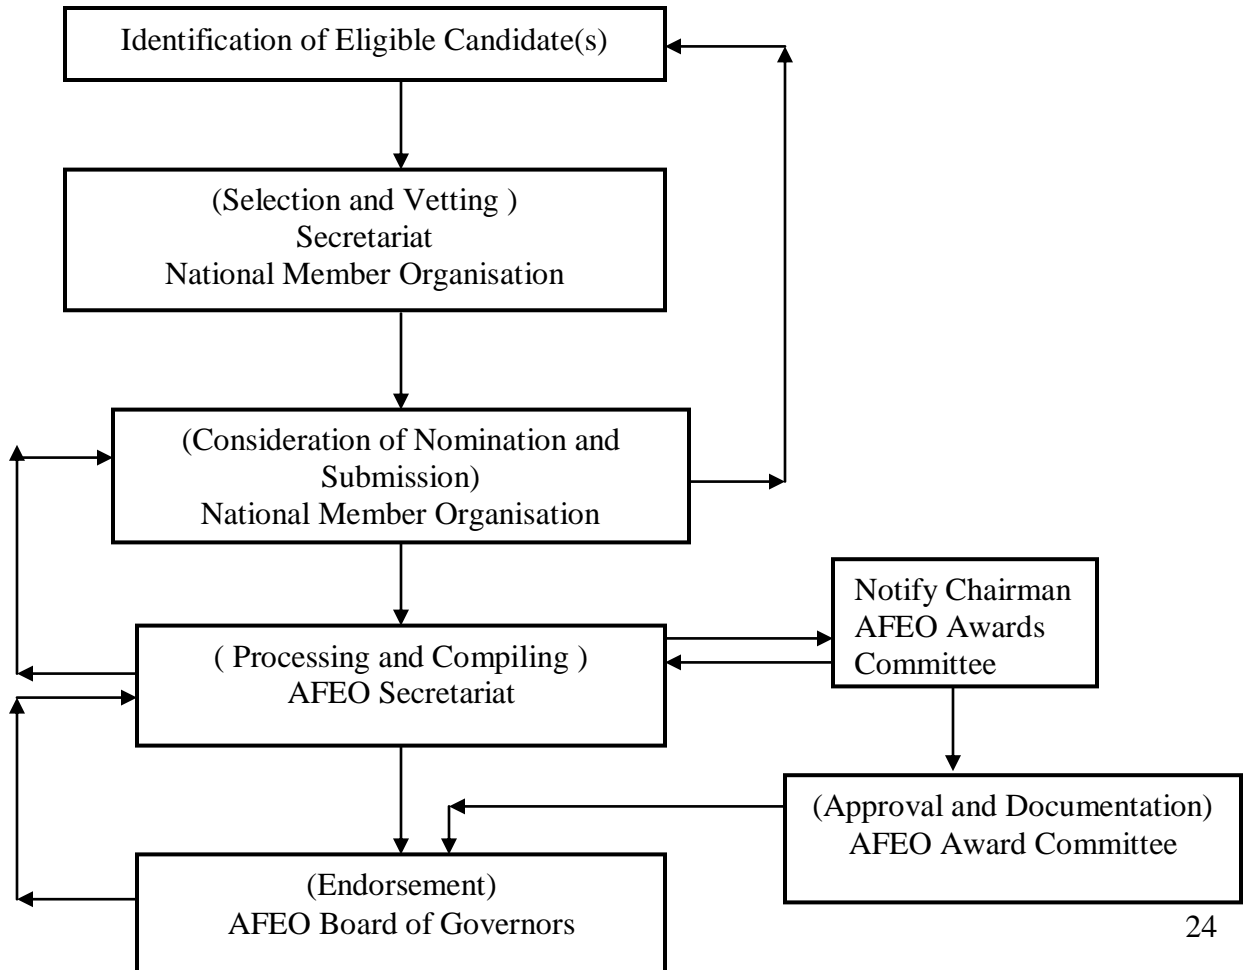 Identification of Eligible Candidate(s)
(Selection and Vetting )
Secretariat
National Member Organisation
(Consideration of Nomination and
Submission)
National Member Organisation
Notify Chairman
AFEO Awards
Committee
( Processing and Compiling )
AFEO Secretariat
(Approval and Documentation)
AFEO Award Committee
(Endorsement)
AFEO Board of Governors
24